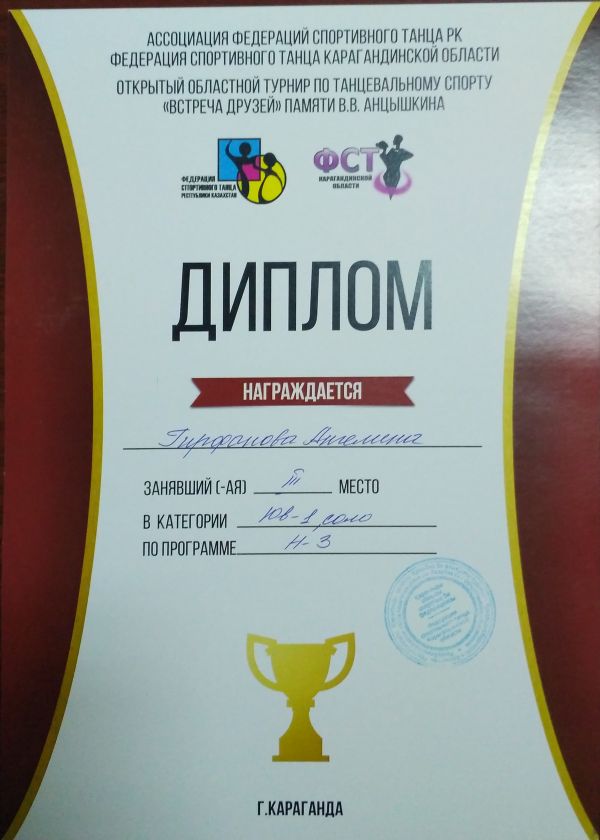 АССОЦИАЦИЯ ФЕДЕРАЦИЙ СПОРТИВНОГО ТАНЦА РК
ФЕДЕРАЦИЯ СПОРТИВНОГО ТАНЦА КАРАГАНДИНСКОЙ ОБЛАСТИ
ОТКРЫТЫЙ ОБЛАСТНОЙ ТУРНИР ПО ТАНЦЕВАЛЬНОМУ СПОРТУ
«ВСТРЕЧА ДРУЗЕЙ» ПАМЯТИ В.В. АНЦЫШКИНА
ФЕДЕРАЦИЯ
СПОРТИВНОГО ТАНЦА
РЕСПУБЛИКИ КАЗАХСТАН
ФСТ
КАРАГАНДИНСКОЙ
ОБЛАСТИ
ДИПЛОМ
НАГРАЖДАЕТСЯ
Гирфанова Ангелина
ЗАНЯВШИЙ (-АЯ) III МЕСТО
В КАТЕГОРИИ Юв-1, соло
ПО ПРОГРАММЕ Н-3
Г.КАРАГАНДА